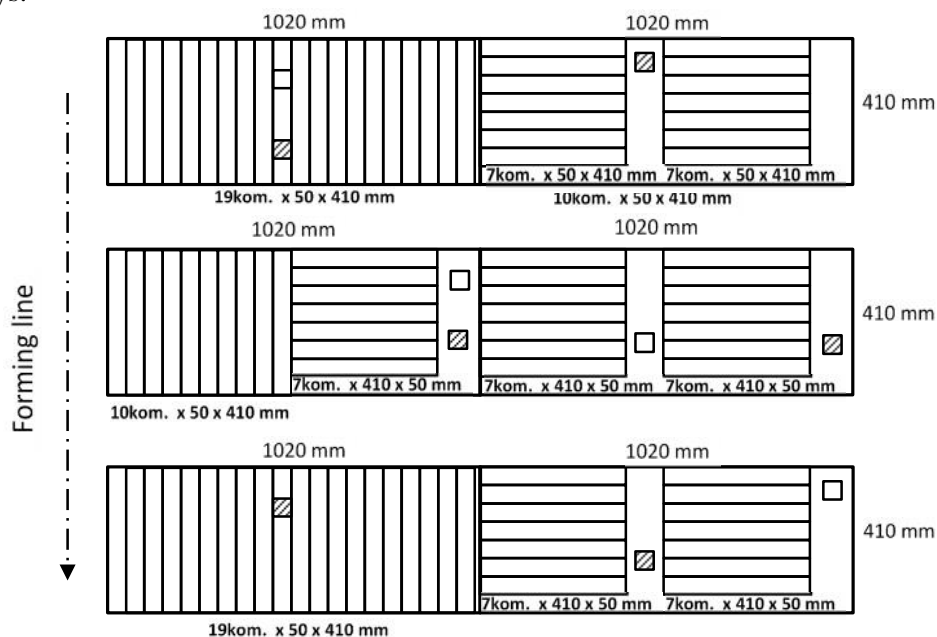 /s.
1020 mm 1020 mm
410 mm
7kom. x 50 x 410 mm 7kom. x 50 x 410 mm
19kom. x 50 x 410 mm 10kom. x 50 x 410 mm
1020 mm 1020 mm
410 mm
7kom. x 410 x 50 mm 7kom. x 410 x 50 mm 7kom. x 410 x 50 mm
10kom. x 50 x 410 mm
Forming line
1020 mm 1020 mm
410 mm
7kom. x 410 x 50 mm 7kom. x 410 x 50 mm
19kom. x 50 x 410 mm